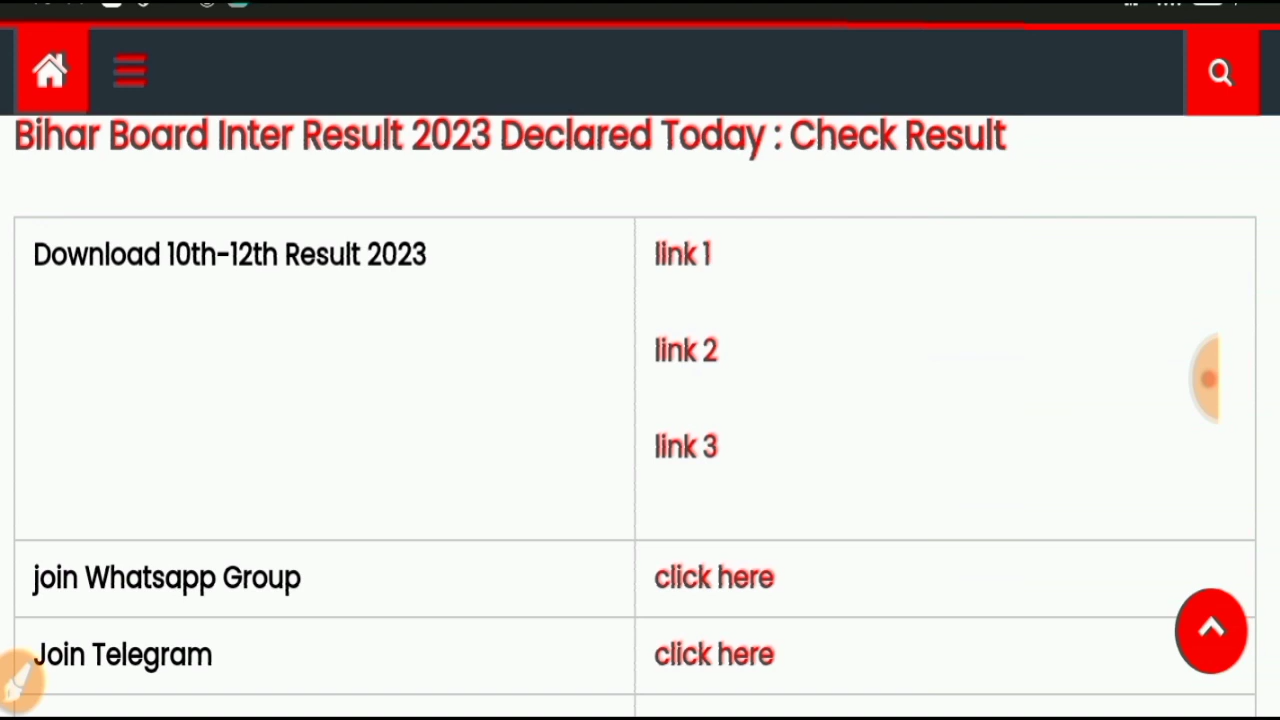 Bihar Board Inter Result 2023 Declared Today : Check Result
Download 10th-12th Result 2023
link 1
link 2
link 3
join Whatsapp Group
click here
Join Telegram
click here